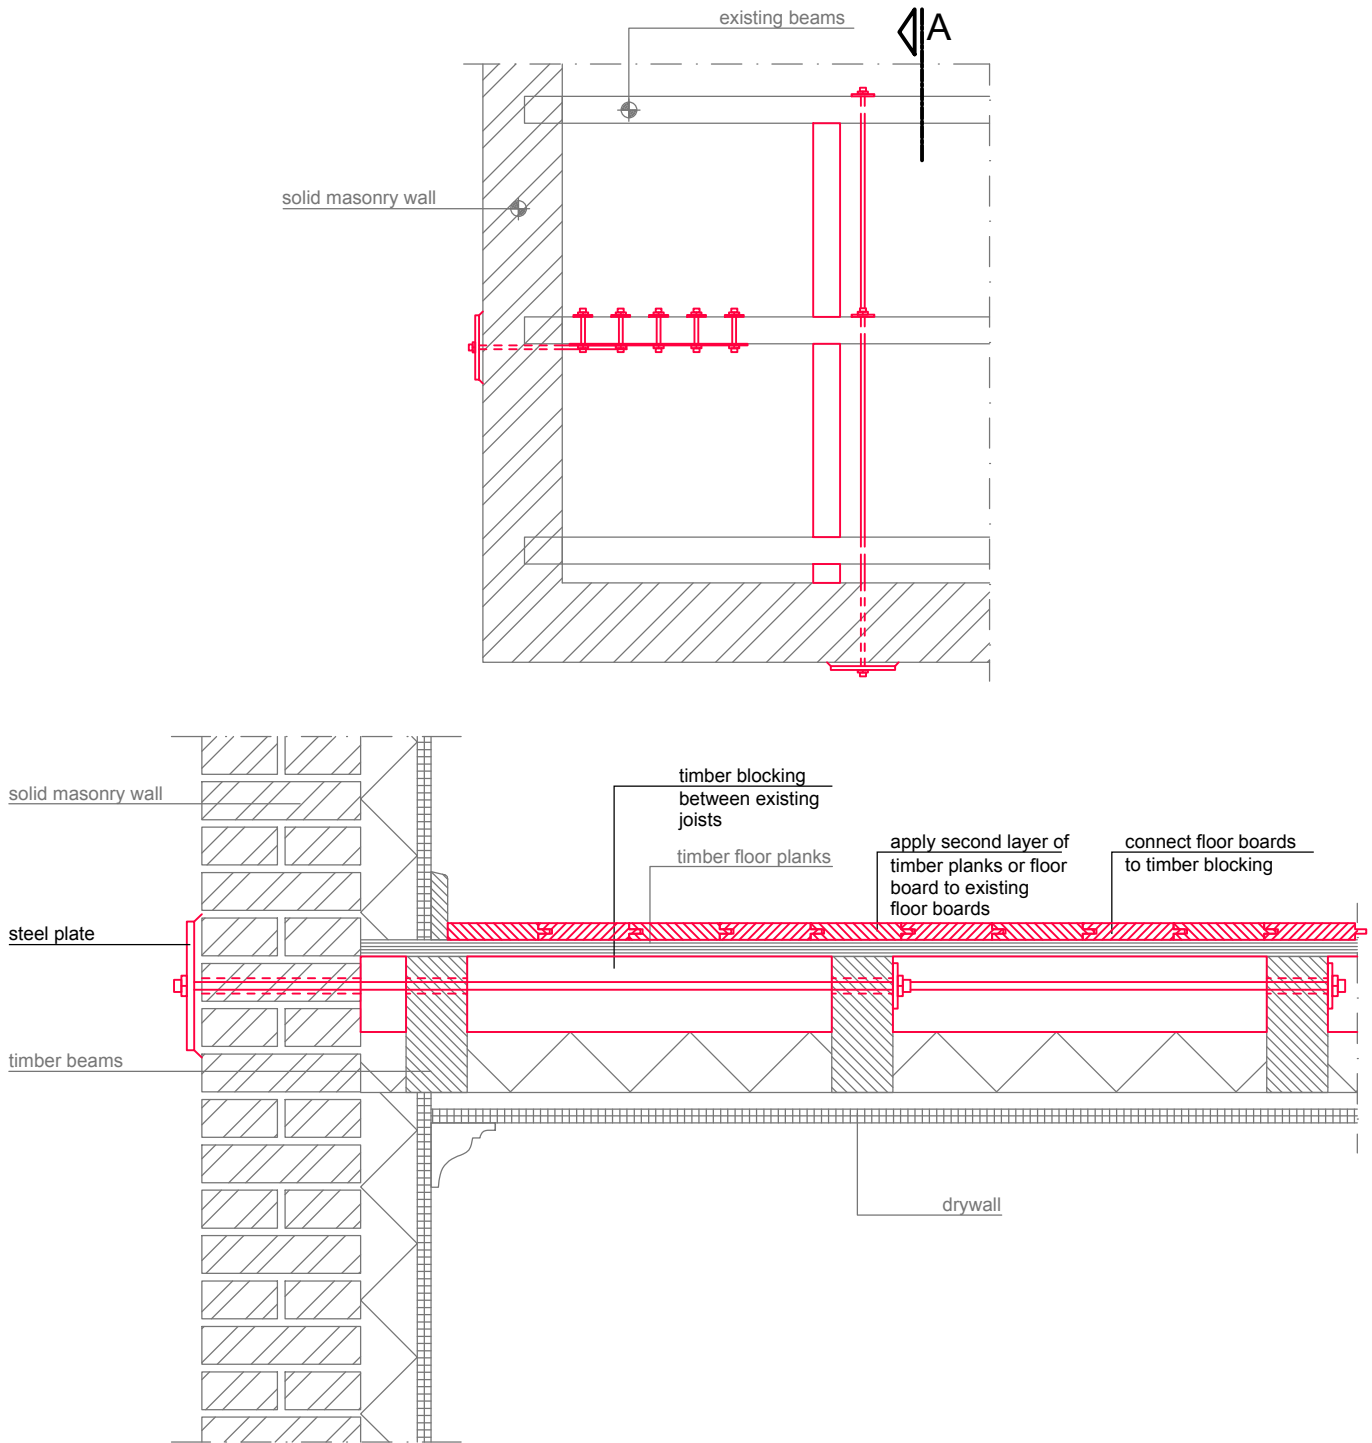 existing beams
A
solid masonry wall
timber blocking
between existing
joists
solid masonry wall
timber floor planks
apply second layer of
timber planks or floor
board to existing
floor boards
connect floor boards
to timber blocking
steel plate
timber beams
drywall